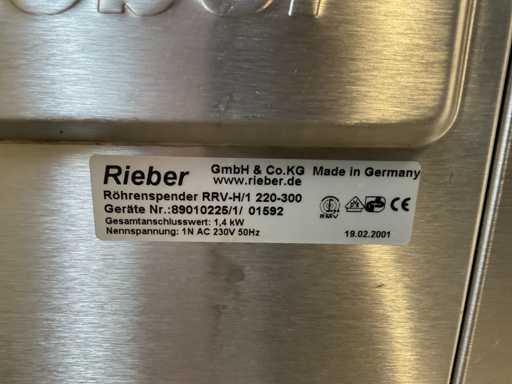 Rieber GmbH & Co.KG Made in Germany
www.rieber.de
Röhrenspender RRV-H/1 220-300
Geräte Nr.:89010225/1/ 01592
Gesamtanschlusswert: 1,4 kW
Nennspannung: 1N AC 230V 50Hz
EMV CE
19.02.2001